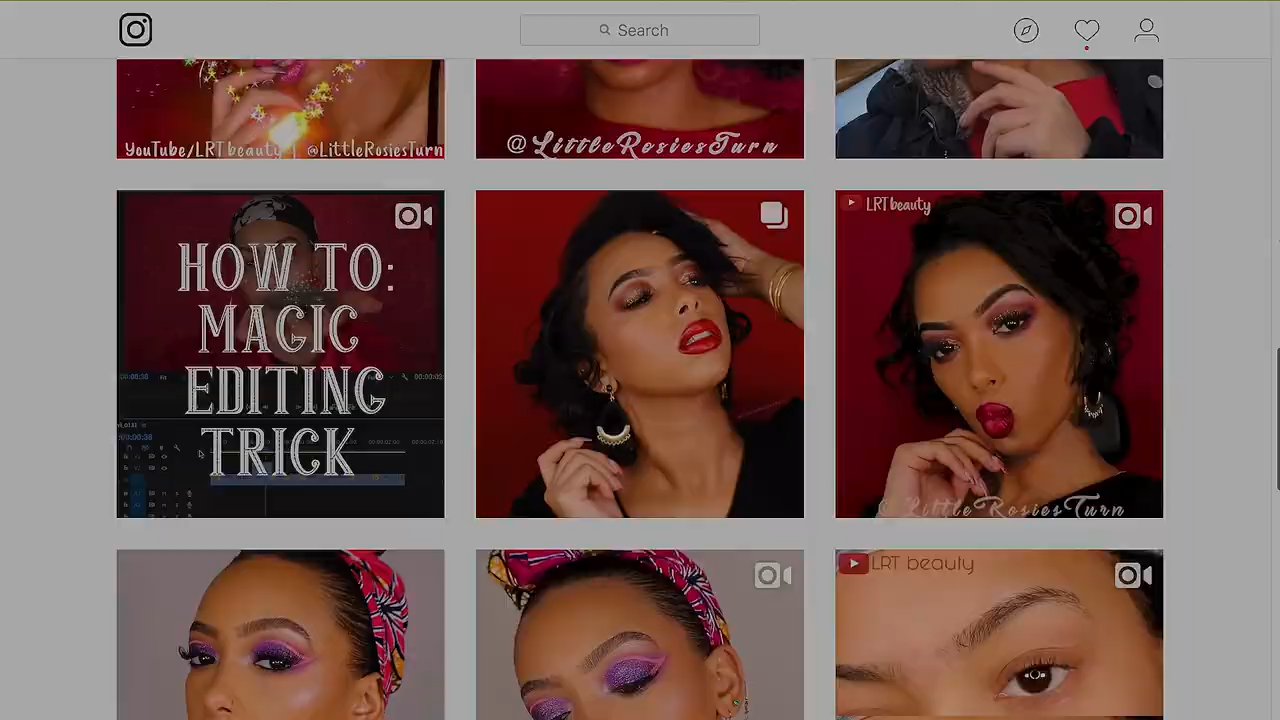 Search
YouTube/LRT beauty | @LittleRosiesTurn
@LittleRosiesTurn
HOW TO:
MAGIC
EDITING
TRICK
LRT beauty
@LittleRosiesTurn
LRT beauty